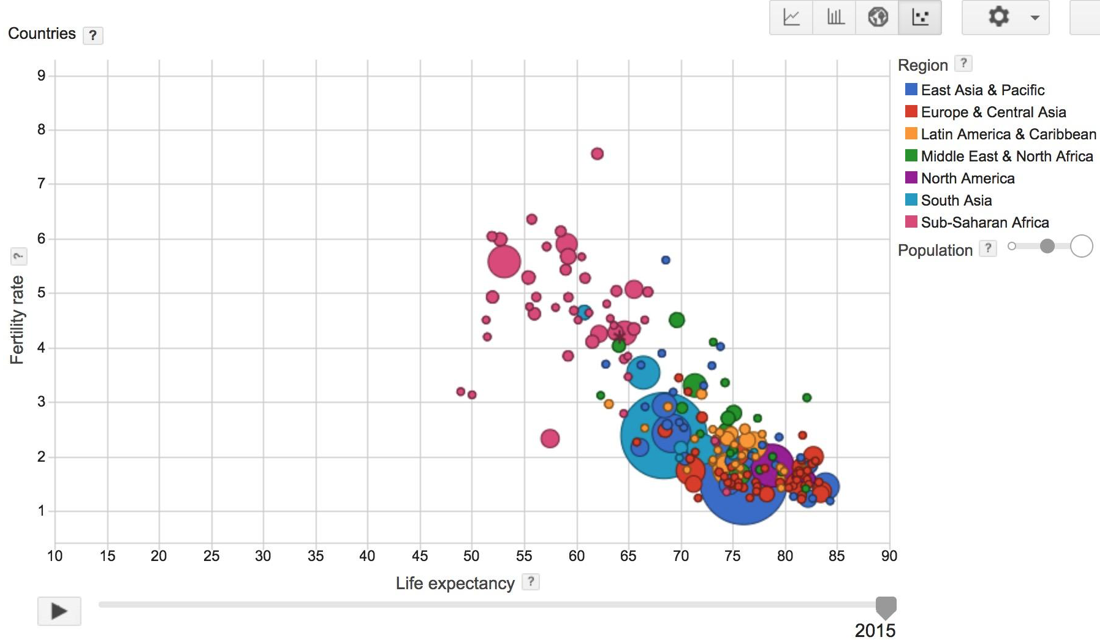 Countries ?
Region ?
East Asia & Pacific
Europe & Central Asia
Latin America & Caribbean
Middle East & North Africa
North America
South Asia
Sub-Saharan Africa
Population ?
Fertility rate ?
9
8
7
6
5
4
3
2
1
10 15 20 25 30 35 40 45 50 55 60 65 70 75 80 85 90
Life expectancy ?
2015